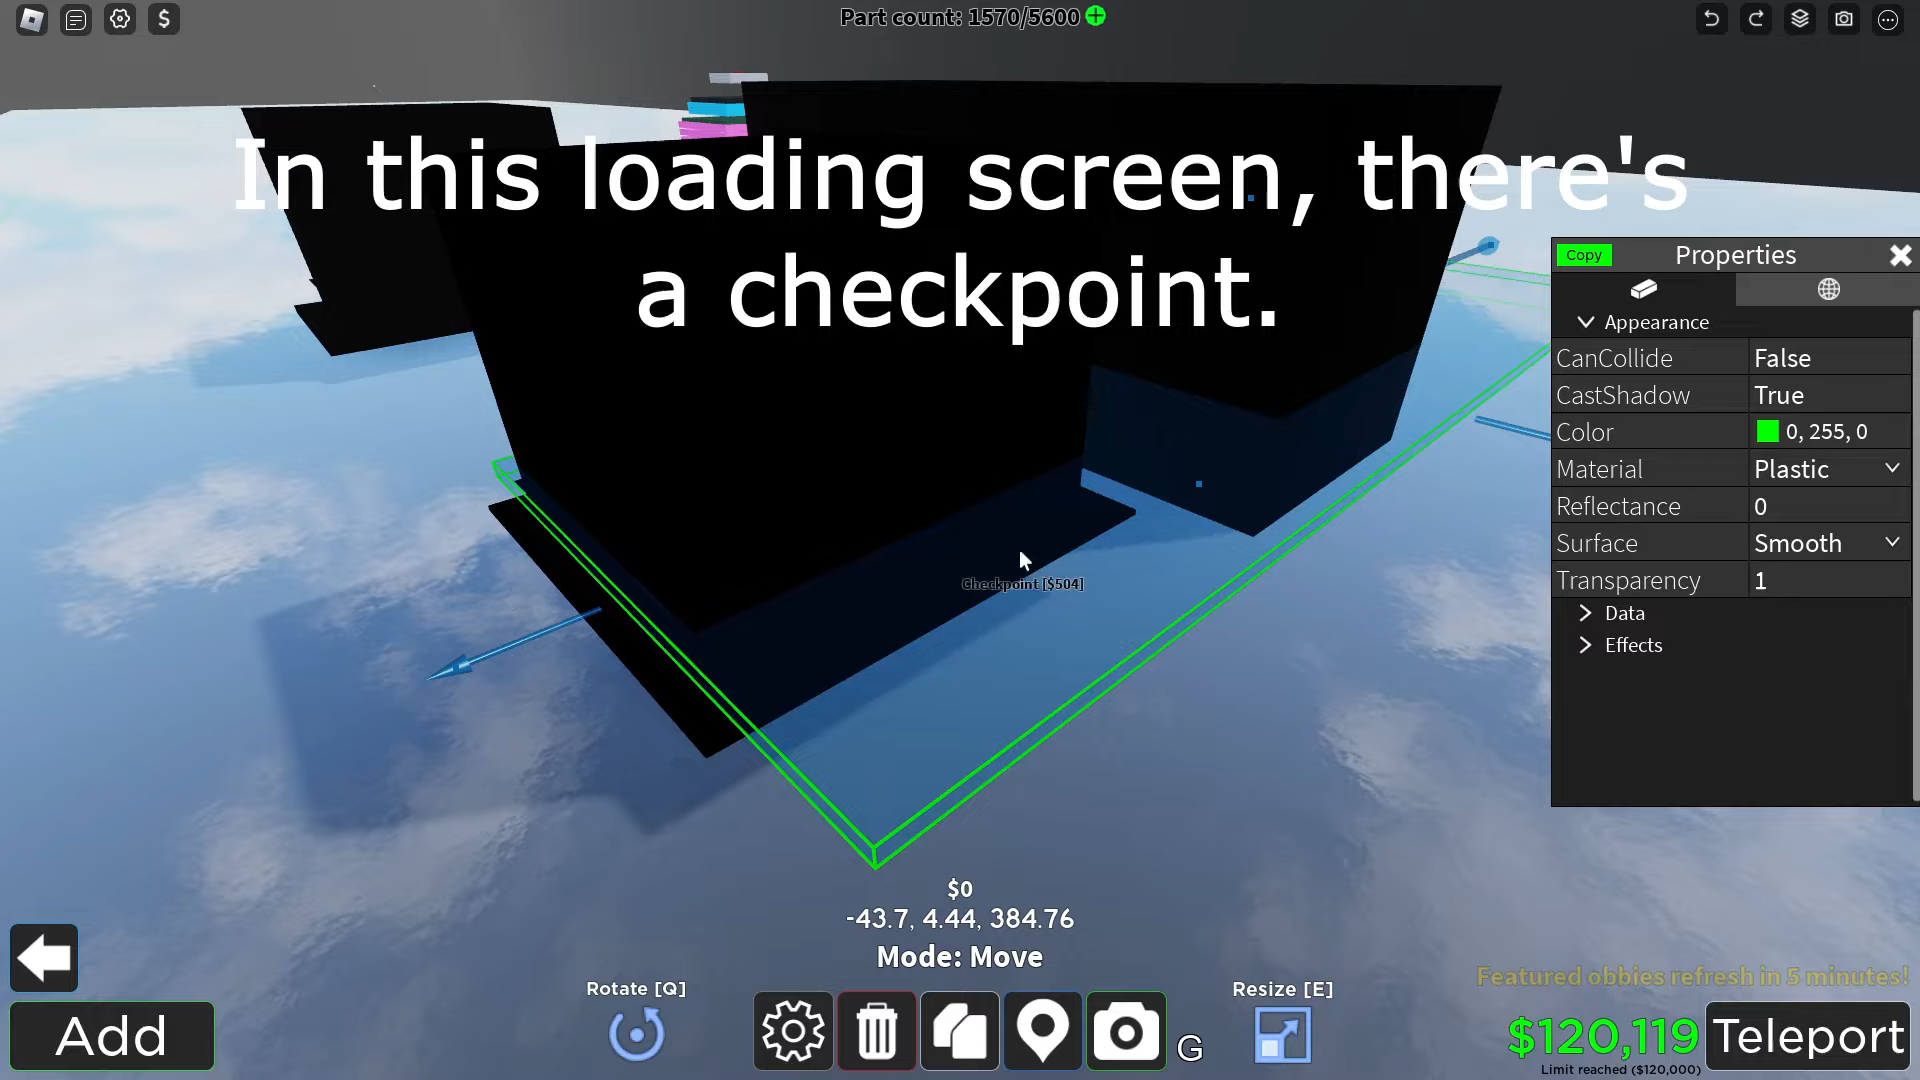 Part count: 1570/5600
In this loading screen, there's
a checkpoint.
Copy
Properties
Appearance
CanCollide False
CastShadow True
Color 0, 255, 0
Material Plastic
Reflectance 0
Surface Smooth
Transparency 1
Data
Effects
Checkpoint [$504]
$0
-43.7, 4.44, 384.76
Mode: Move
Rotate [Q]
Resize [E]
G
Add
Featured obbies refresh in 5 minutes!
$120,119
Limit reached ($120,000)
Teleport